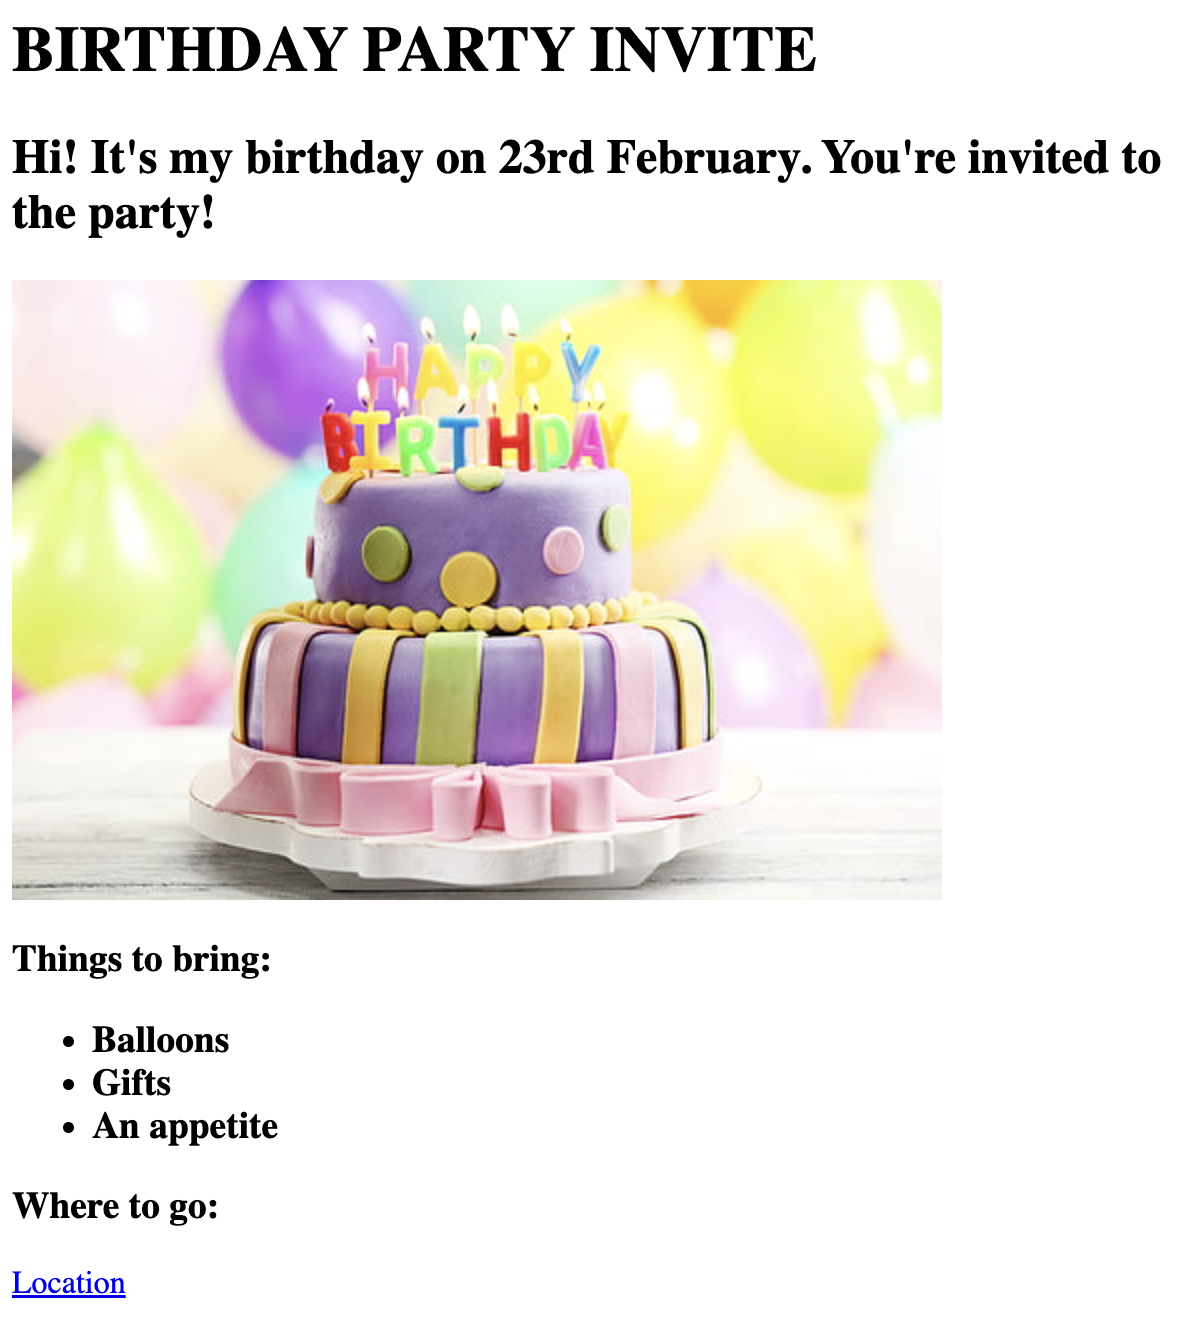 BIRTHDAY PARTY INVITE
Hi! It's my birthday on 23rd February. You're invited to
the party!
HAPPY
BIRTHDAY
Things to bring:
• Balloons
• Gifts
• An appetite
Where to go:
Location